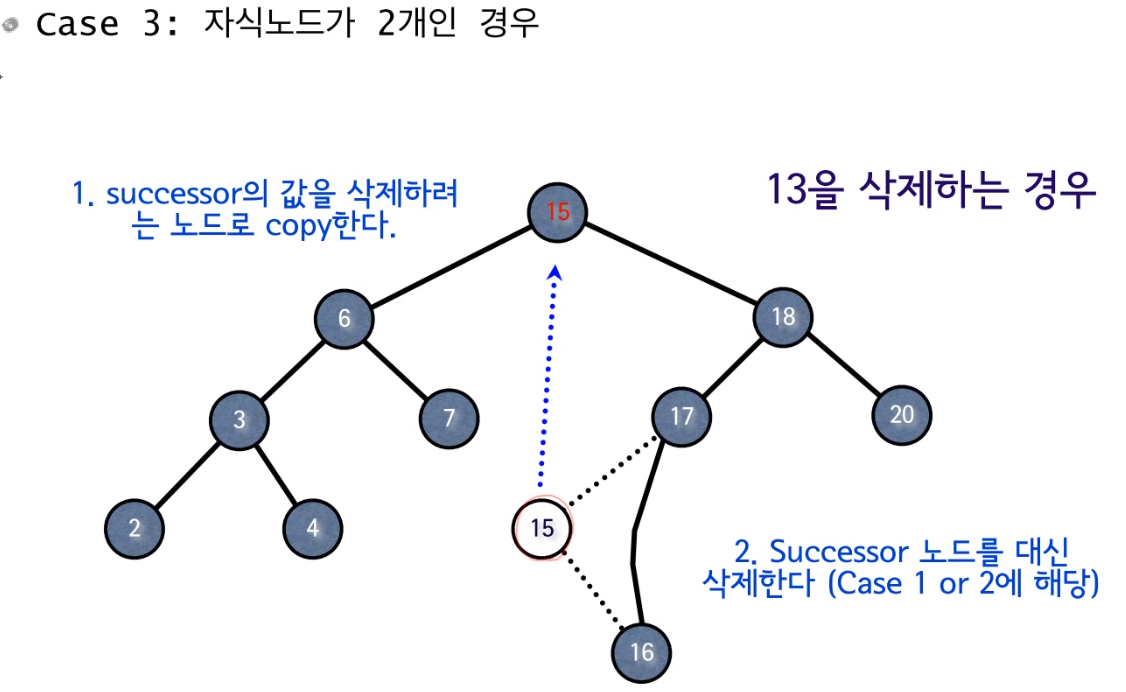 Case 3: 자식노드가 2개인 경우
1. successor의 값을 삭제하려
는 노드로 copy한다.
13을 삭제하는 경우
15
6
18
3
7
17
20
2
4
15
2. Successor 노드를 대신
삭제한다 (Case 1 or 2에 해당)
16